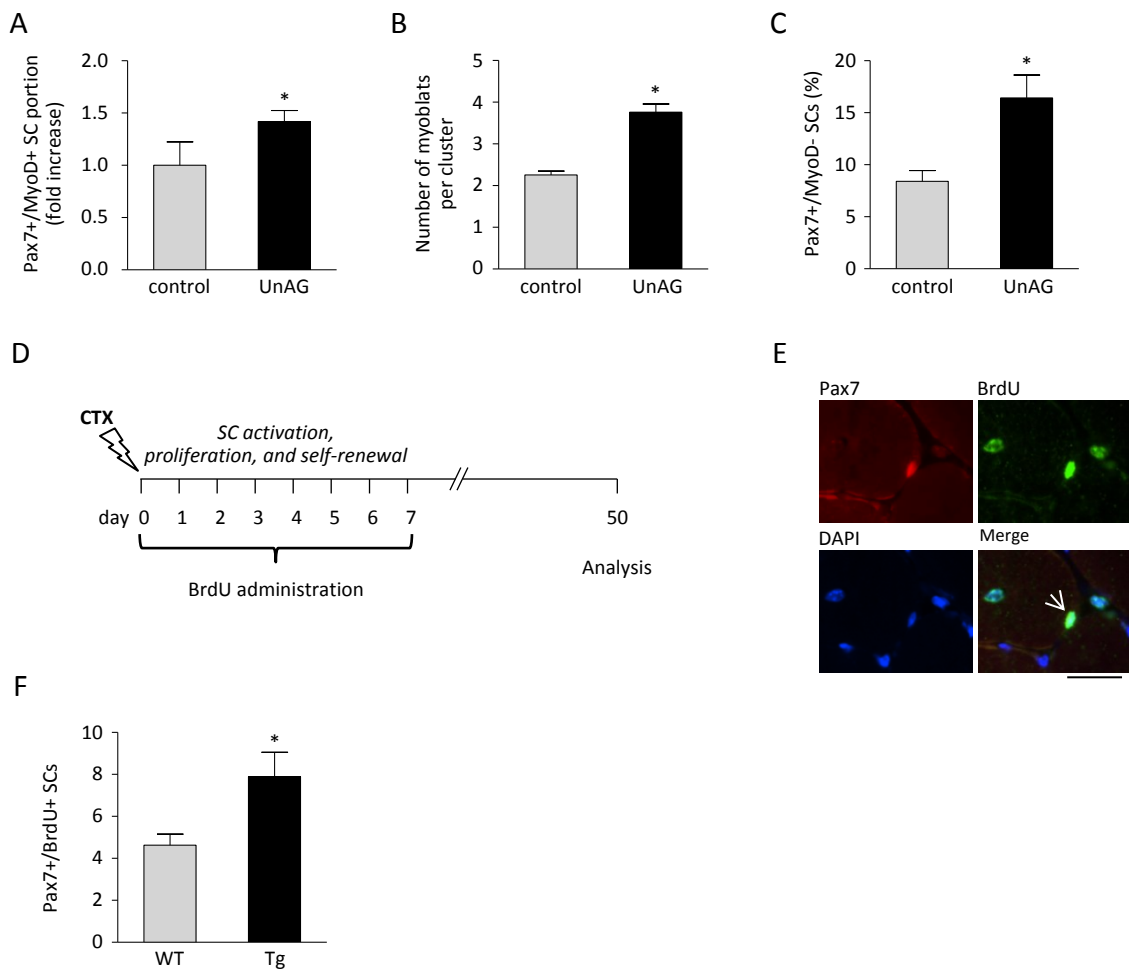 A
Pax7+/MyoD+ SC portion
(fold increase)
2.0
1.5
1.0
0.5
0.0
*
control
UnAG
B
Number of myoblats
per cluster
5
4
3
2
1
0
*
control
UnAG
C
Pax7+/MyoD- SCs (%)
20
15
10
5
0
*
control
UnAG
D
CTX
SC activation,
proliferation, and self-renewal
day 0 1 2 3 4 5 6 7 50
BrdU administration
Analysis
E
Pax7
BrdU
DAPI
Merge
F
Pax7+/BrdU+ SCs
10
8
6
4
2
0
*
WT
Tg